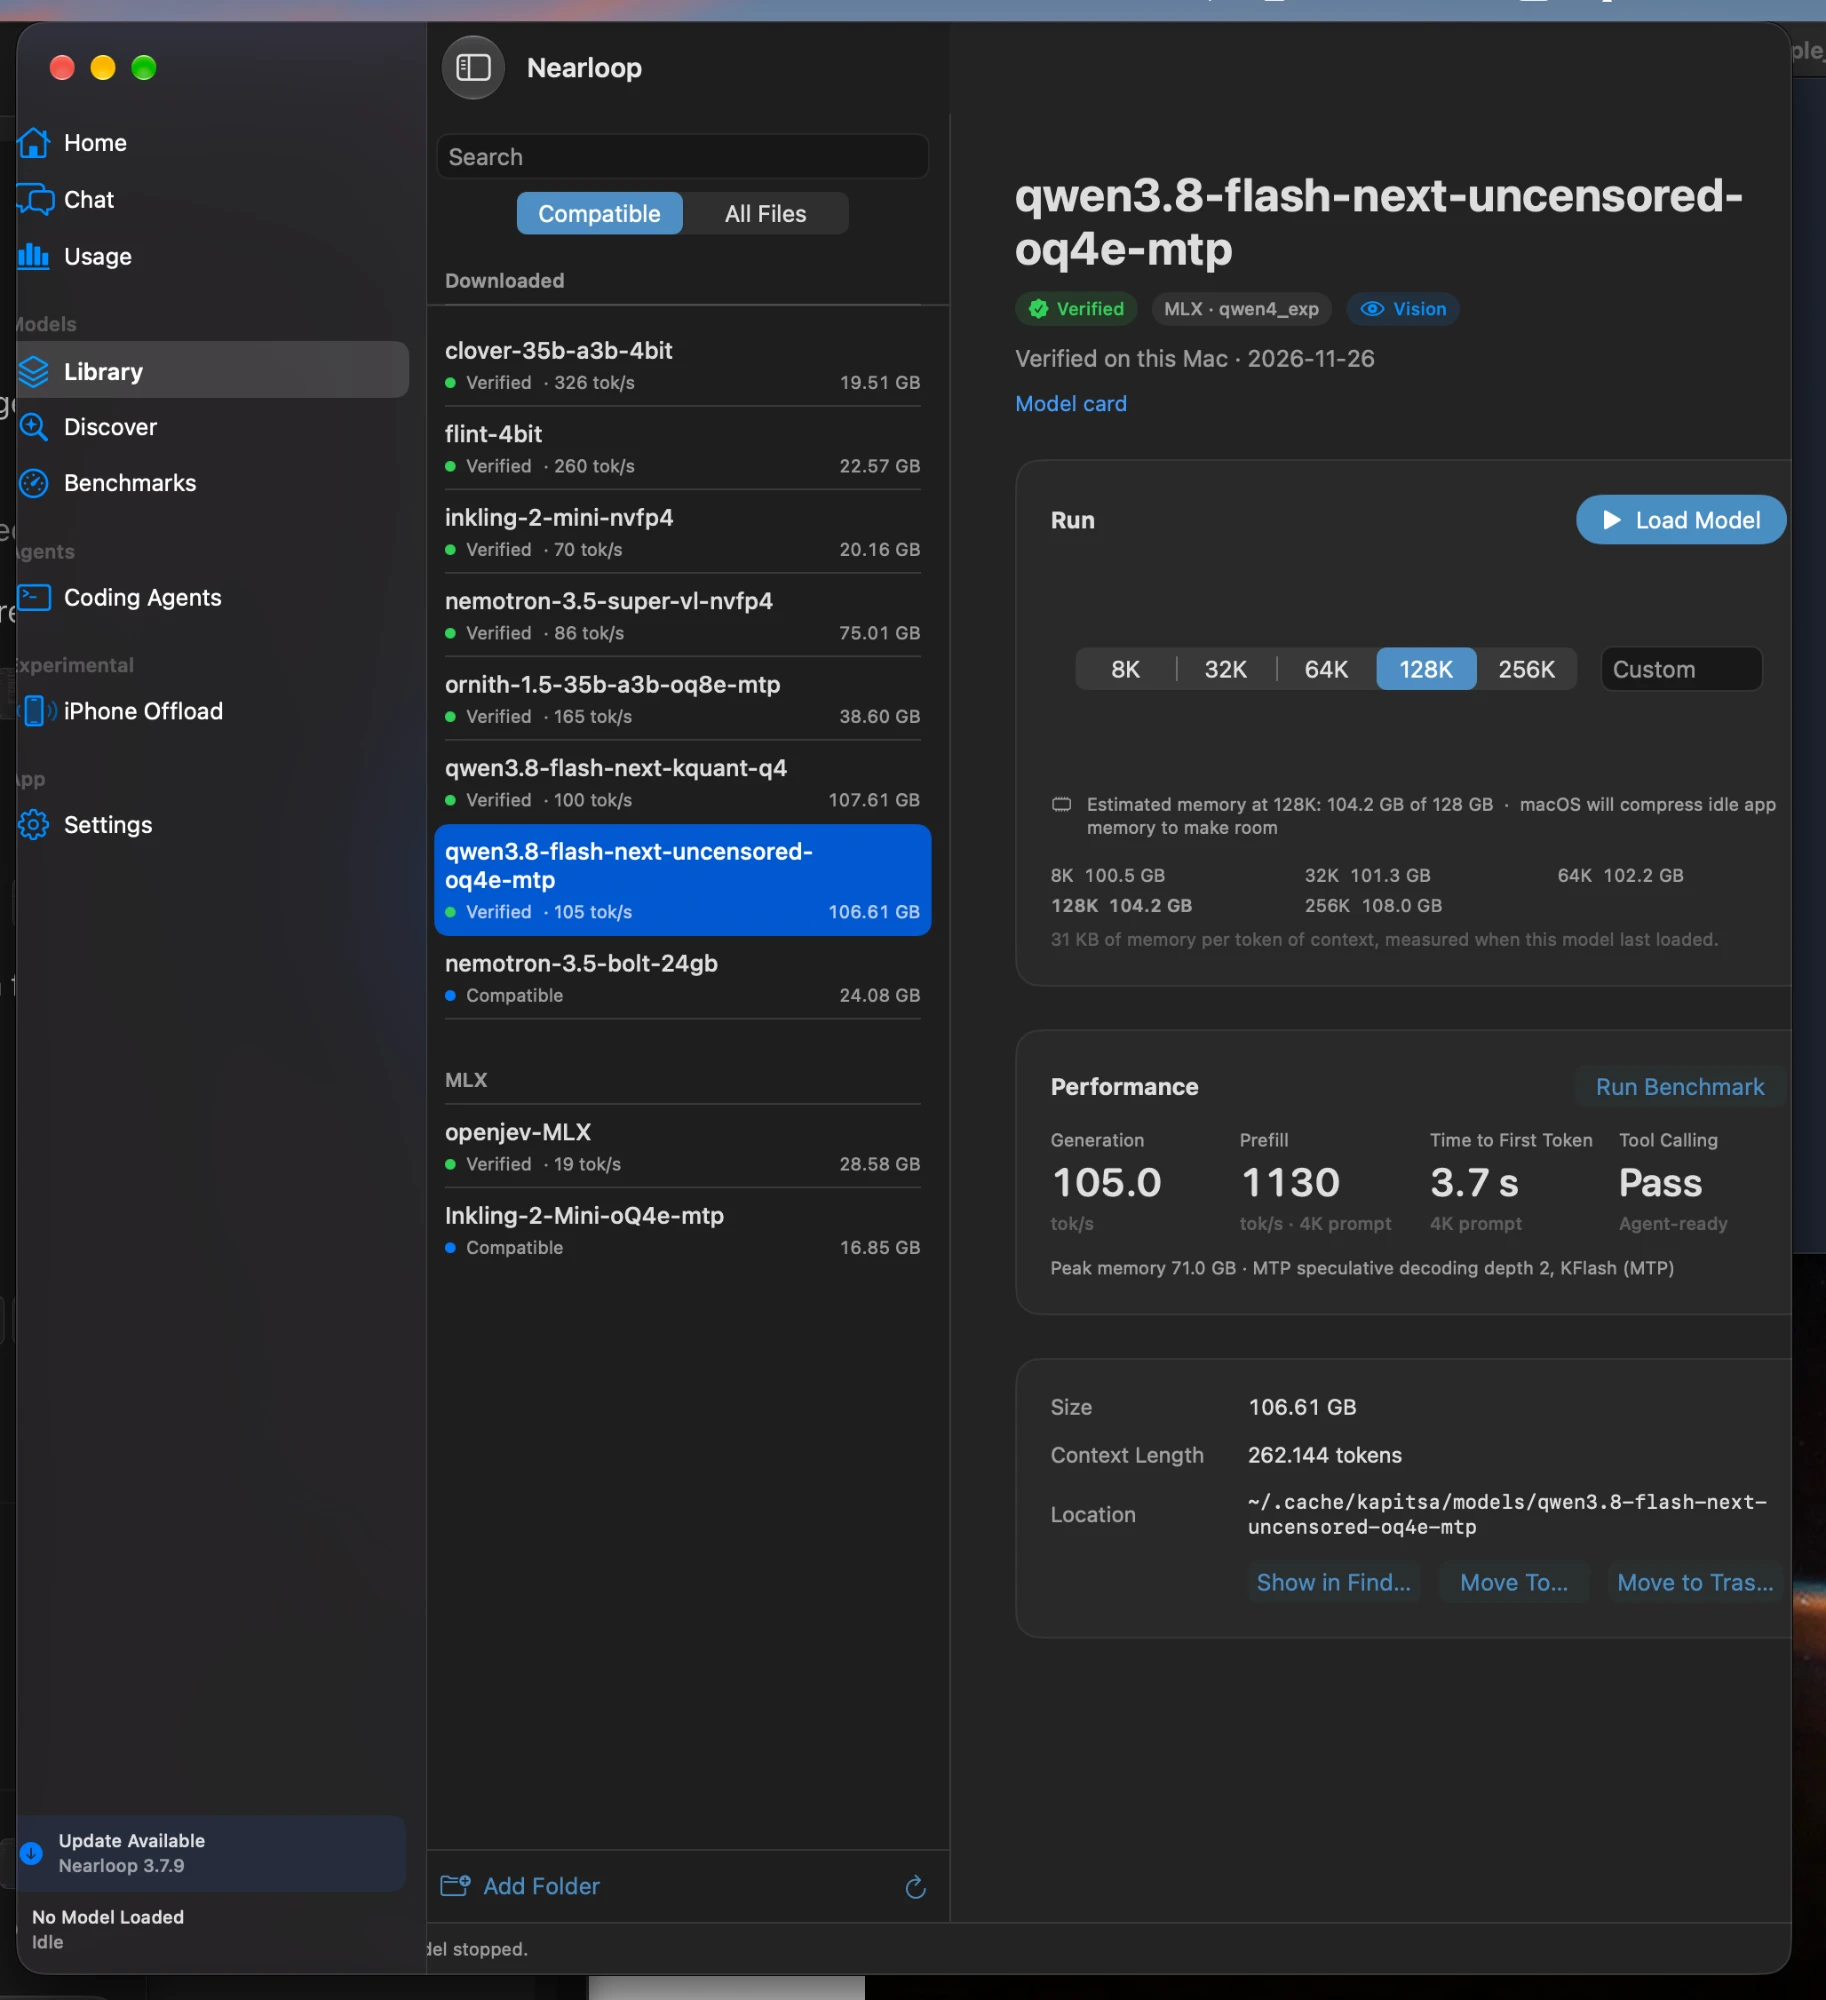 Nearloop
Home
Chat
Usage
Models
Library
Discover
Benchmarks
Agents
Coding Agents
Experimental
iPhone Offload
App
Settings
Update Available
Nearloop 3.7.9
No Model Loaded
Idle
Search
Compatible
All Files
Downloaded
clover-35b-a3b-4bit
Verified · 326 tok/s
19.51 GB
flint-4bit
Verified · 260 tok/s
22.57 GB
inkling-2-mini-nvfp4
Verified · 70 tok/s
20.16 GB
nemotron-3.5-super-vl-nvfp4
Verified · 86 tok/s
75.01 GB
ornith-1.5-35b-a3b-oq8e-mtp
Verified · 165 tok/s
38.60 GB
qwen3.8-flash-next-kquant-q4
Verified · 100 tok/s
107.61 GB
qwen3.8-flash-next-uncensored-
oq4e-mtp
Verified · 105 tok/s
106.61 GB
nemotron-3.5-bolt-24gb
Compatible
24.08 GB
MLX
openjev-MLX
Verified · 19 tok/s
28.58 GB
Inkling-2-Mini-oQ4e-mtp
Compatible
16.85 GB
Add Folder
del stopped.
qwen3.8-flash-next-uncensored-
oq4e-mtp
Verified
MLX · qwen4_exp
Vision
Verified on this Mac · 2026-11-26
Model card
Run
Load Model
8K
32K
64K
128K
256K
Custom
Estimated memory at 128K: 104.2 GB of 128 GB · macOS will compress idle app
memory to make room
8K 100.5 GB
32K 101.3 GB
64K 102.2 GB
128K 104.2 GB
256K 108.0 GB
31 KB of memory per token of context, measured when this model last loaded.
Performance
Run Benchmark
Generation
105.0
tok/s
Prefill
1130
tok/s · 4K prompt
Time to First Token
3.7 s
4K prompt
Tool Calling
Pass
Agent-ready
Peak memory 71.0 GB · MTP speculative decoding depth 2, KFlash (MTP)
Size
106.61 GB
Context Length
262.144 tokens
Location
~/.cache/kapitsa/models/qwen3.8-flash-next-
uncensored-oq4e-mtp
Show in Find...
Move To...
Move to Tras...